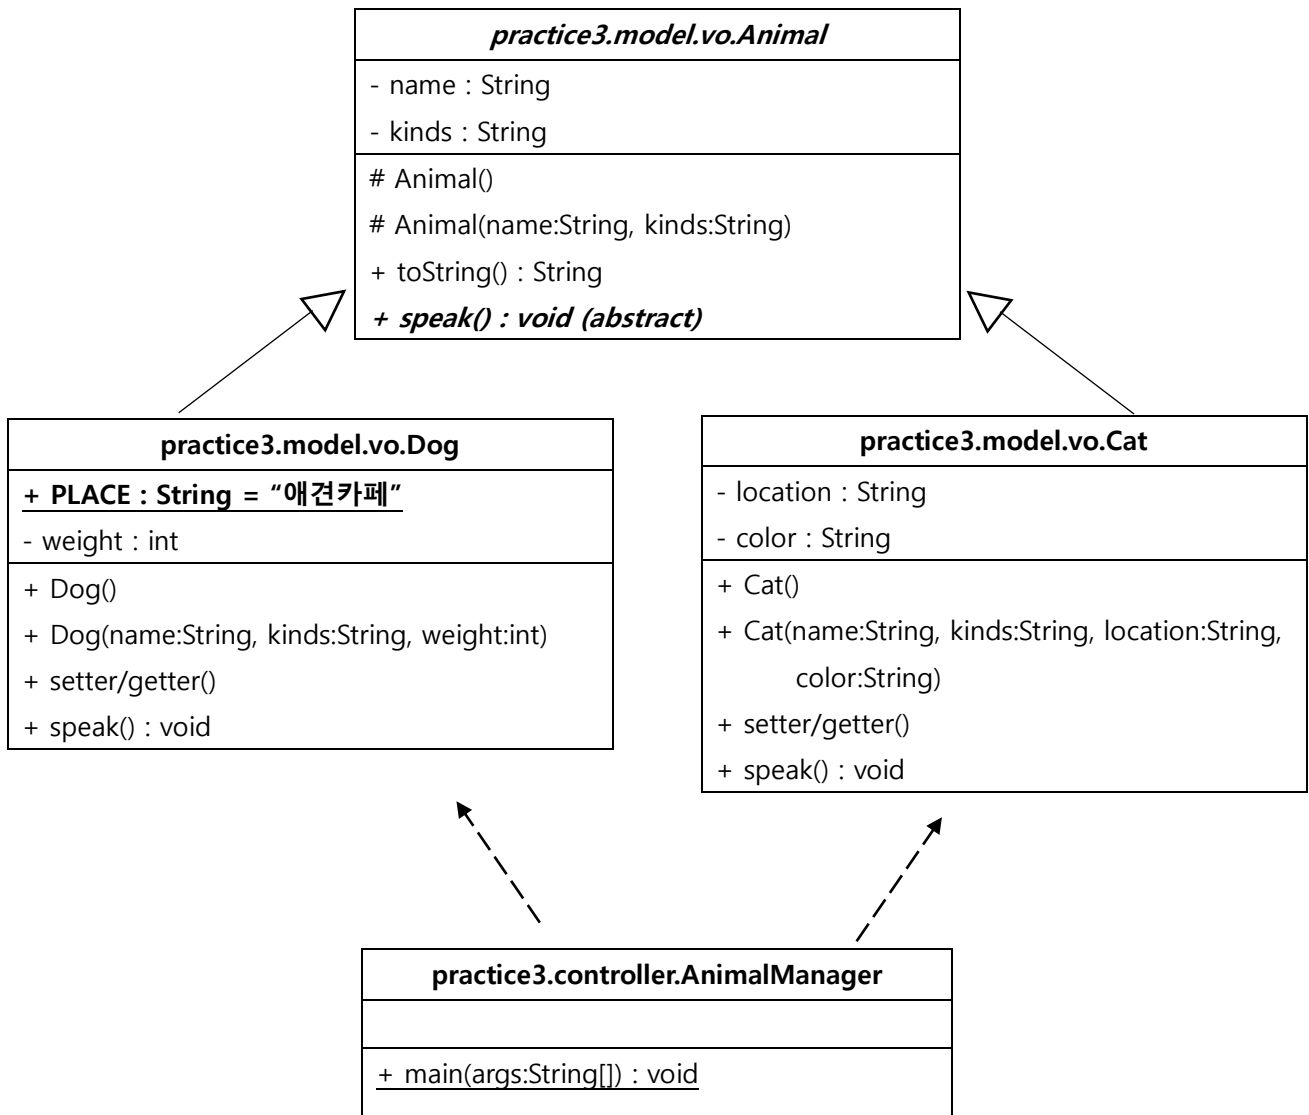 practice3.model.vo.Animal
- name : String
- kinds : String
# Animal()
# Animal(name:String, kinds:String)
+ toString() : String
+ speak() : void (abstract)
practice3.model.vo.Dog
+ PLACE : String = “애견카페”
- weight : int
+ Dog()
+ Dog(name:String, kinds:String, weight:int)
+ setter/getter()
+ speak() : void
practice3.model.vo.Cat
- location : String
- color : String
+ Cat()
+ Cat(name:String, kinds:String, location:String,
color:String)
+ setter/getter()
+ speak() : void
practice3.controller.AnimalManager
+ main(args:String[]) : void